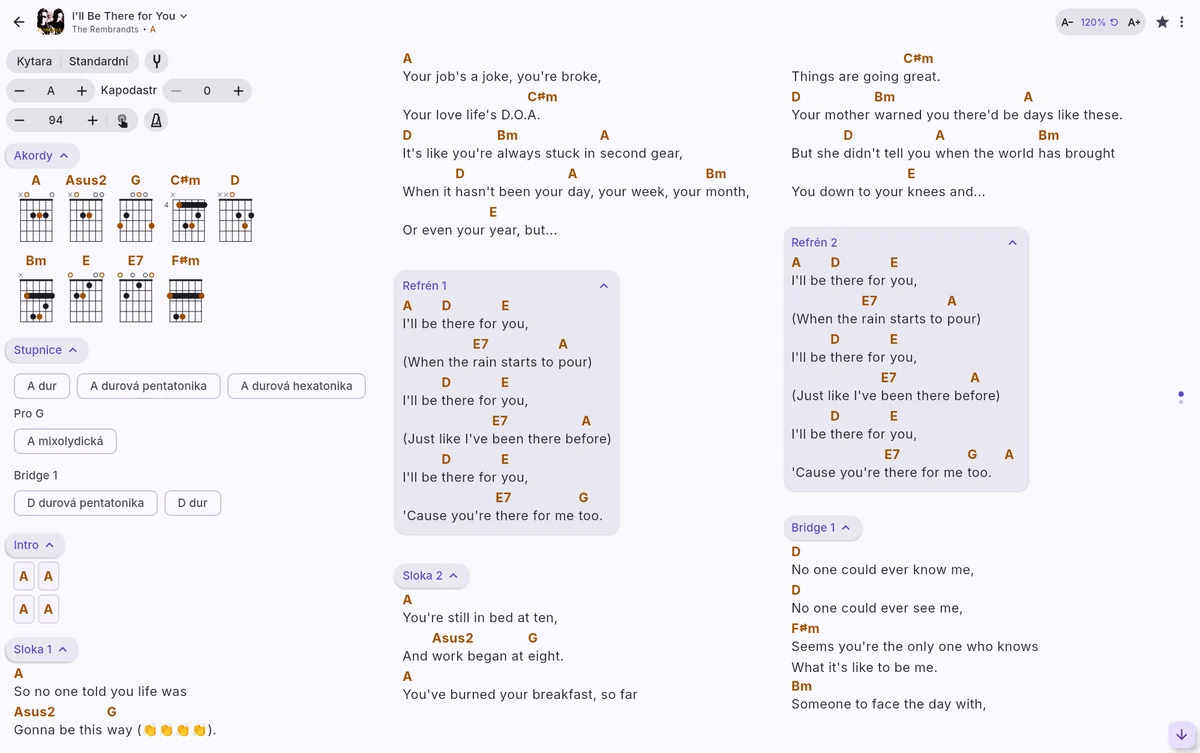 I'll Be There for You
The Rembrandts • A
A- 120% A+
Kytara Standardní
− A + Kapodastr − 0 +
− 94 +
Akordy
A Asus2 G C#m D
4
Bm E E7 F#m
Stupnice
A dur A durová pentatonika A durová hexatonika
Pro G
A mixolydická
Bridge 1
D durová pentatonika D dur
Intro
A A
A A
Sloka 1
A
So no one told you life was
Asus2 G
Gonna be this way (👏👏👏👏).
A
Your job's a joke, you're broke,
C#m
Your love life's D.O.A.
D Bm A
It's like you're always stuck in second gear,
D A Bm
When it hasn't been your day, your week, your month,
E
Or even your year, but...
Refrén 1
A D E
I'll be there for you,
E7 A
(When the rain starts to pour)
D E
I'll be there for you,
E7 A
(Just like I've been there before)
D E
I'll be there for you,
E7 G
'Cause you're there for me too.
Sloka 2
A
You're still in bed at ten,
Asus2 G
And work began at eight.
A
You've burned your breakfast, so far
C#m
Things are going great.
D Bm A
Your mother warned you there'd be days like these.
D A Bm
But she didn't tell you when the world has brought
E
You down to your knees and...
Refrén 2
A D E
I'll be there for you,
E7 A
(When the rain starts to pour)
D E
I'll be there for you,
E7 A
(Just like I've been there before)
D E
I'll be there for you,
E7 G A
'Cause you're there for me too.
Bridge 1
D
No one could ever know me,
D
No one could ever see me,
F#m
Seems you're the only one who knows
What it's like to be me.
Bm
Someone to face the day with,